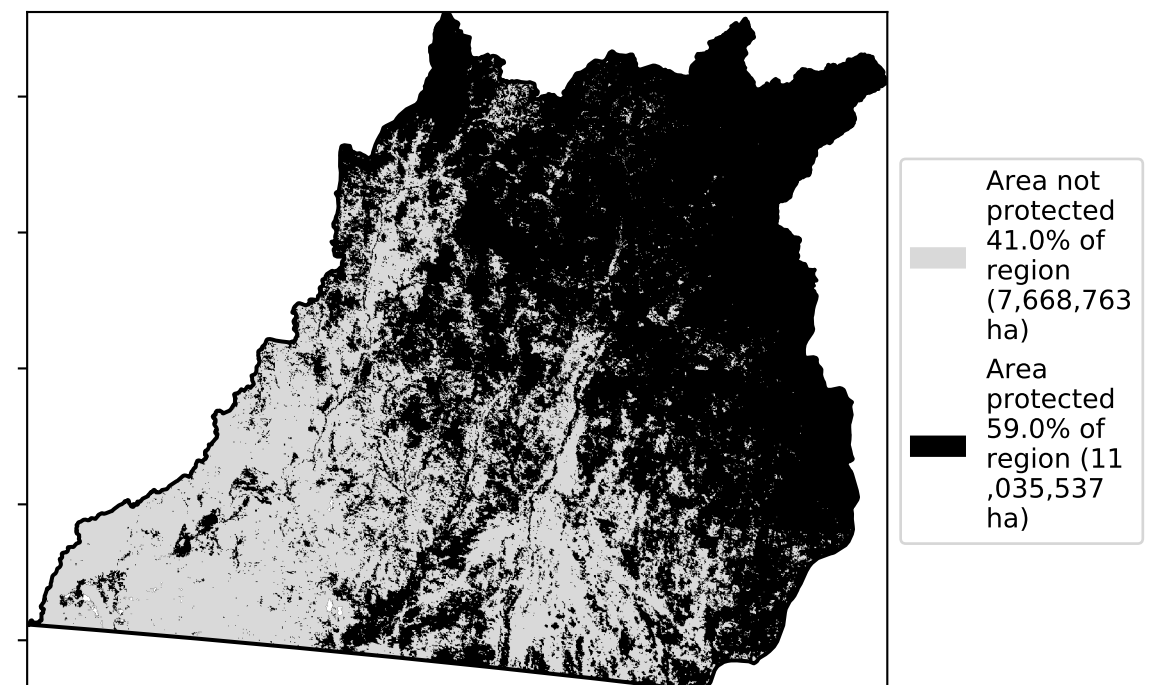 Area not
protected
41.0% of
region
(7,668,763
ha)
Area
protected
59.0% of
region (11
,035,537
ha)